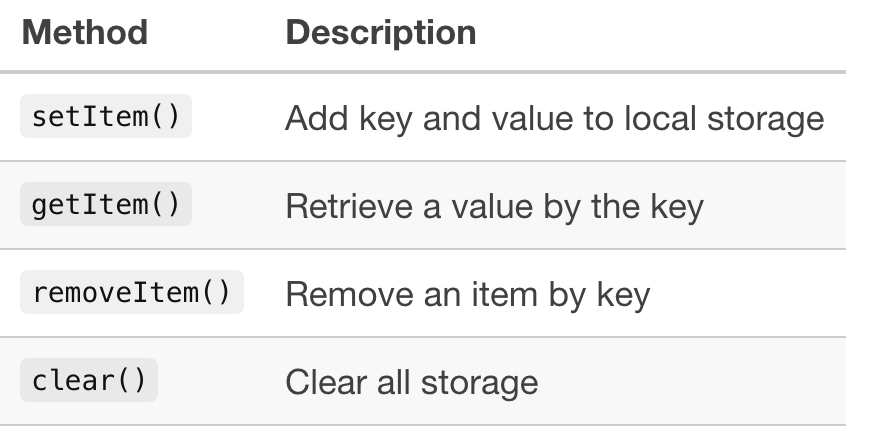 Method Description
setItem() Add key and value to local storage
getItem() Retrieve a value by the key
removeItem() Remove an item by key
clear() Clear all storage